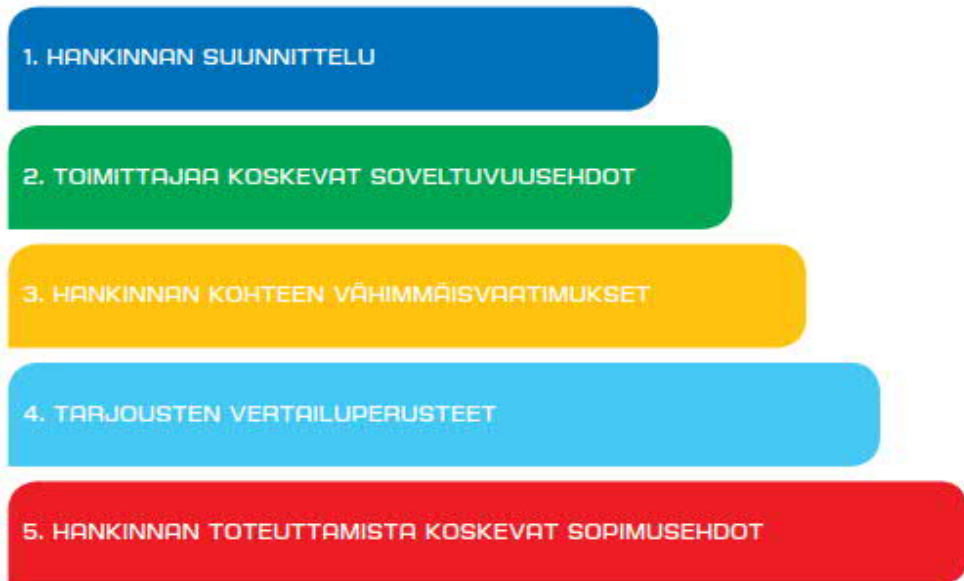 1. HANKINNAN SUUNNITTELU
2. TOIMITTAJAA KOSKEVAT SOVELTUVUUSEHDOT
3. HANKINNAN KOHTEEN VÄHIMMÄISVAATIMUKSET
4. TARJOUSTEN VERTAILUPERUSTEET
5. HANKINNAN TOTEUTTAMISTA KOSKEVAT SOPIMUSEHDOT